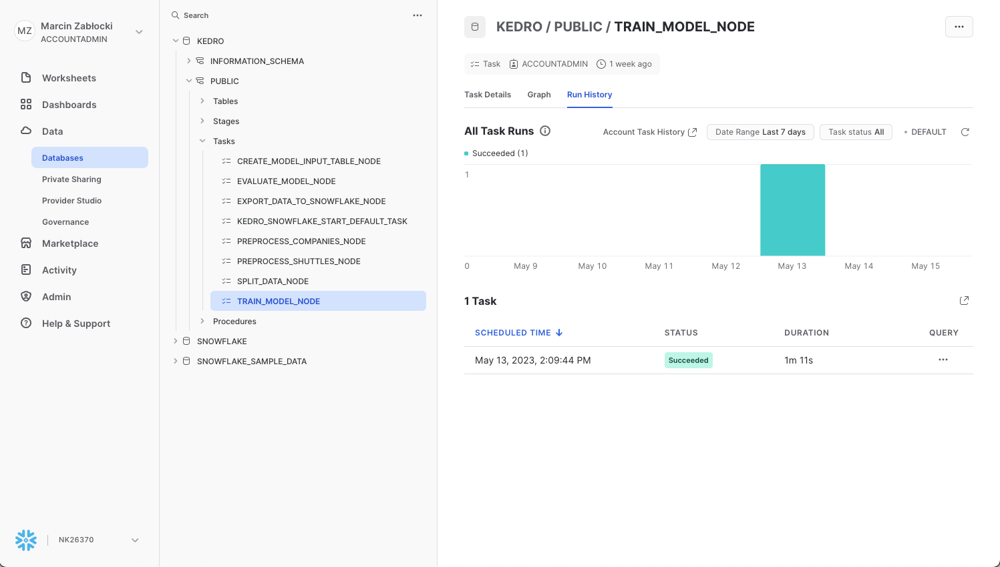 MZ
Marcin Zabłocki
ACCOUNTADMIN
Worksheets
Dashboards
Data
Databases
Private Sharing
Provider Studio
Governance
Marketplace
Activity
Admin
Help & Support
NK26370
Search
KEDRO
INFORMATION_SCHEMA
PUBLIC
Tables
Stages
Tasks
CREATE_MODEL_INPUT_TABLE_NODE
EVALUATE_MODEL_NODE
EXPORT_DATA_TO_SNOWFLAKE_NODE
KEDRO_SNOWFLAKE_START_DEFAULT_TASK
PREPROCESS_COMPANIES_NODE
PREPROCESS_SHUTTLES_NODE
SPLIT_DATA_NODE
TRAIN_MODEL_NODE
Procedures
SNOWFLAKE
SNOWFLAKE_SAMPLE_DATA
KEDRO / PUBLIC / TRAIN_MODEL_NODE
Task ACCOUNTADMIN 1 week ago
Task Details Graph Run History
All Task Runs Account Task History Date Range Last 7 days Task status All DEFAULT
Succeeded (1)
1
0 May 9 May 10 May 11 May 12 May 13 May 14 May 15
1 Task
SCHEDULED TIME STATUS DURATION QUERY
May 13, 2023, 2:09:44 PM Succeeded 1m 11s